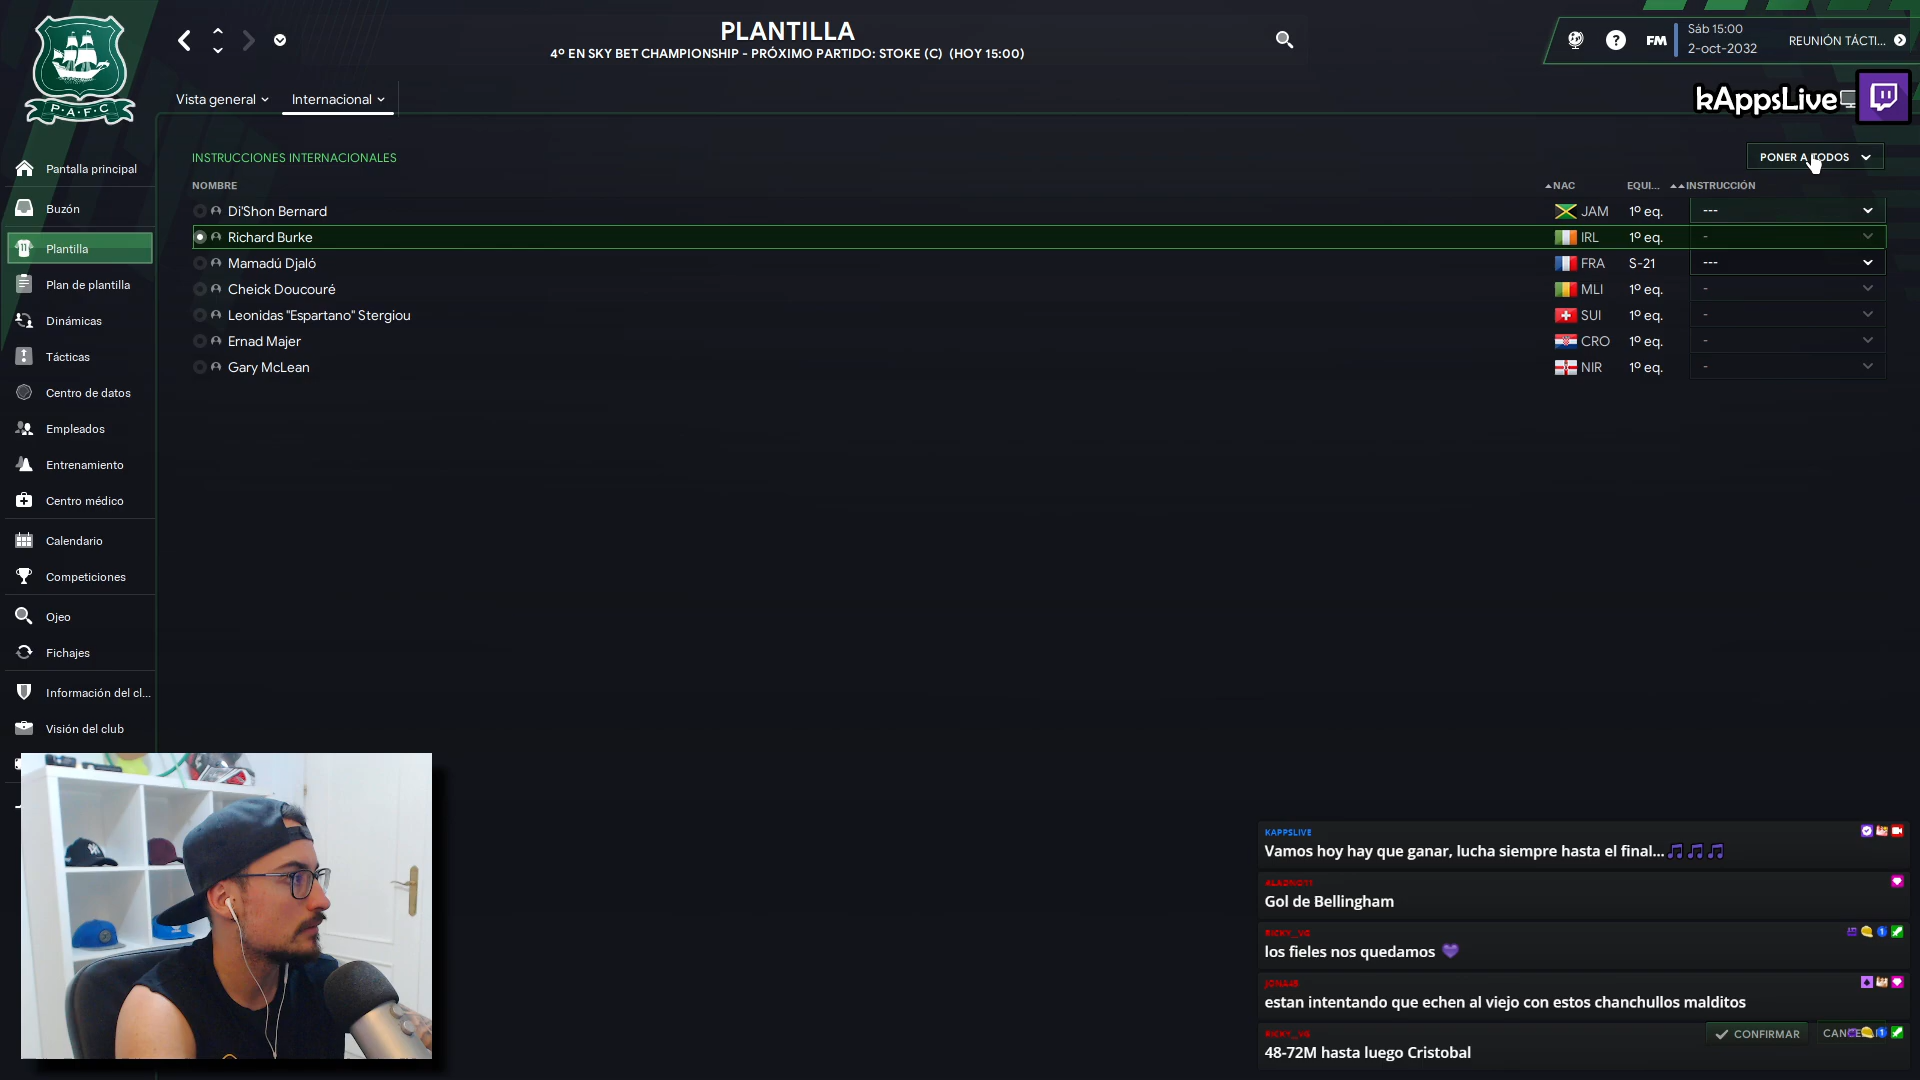 P.A.F.C
PLANTILLA
4º EN SKY BET CHAMPIONSHIP - PRÓXIMO PARTIDO: STOKE (C) (HOY 15:00)
FM
Sáb 15:00
2-oct-2032
REUNIÓN TÁCTI...
kAppsLive
Vista general
Internacional
INSTRUCCIONES INTERNACIONALES
PONER A TODOS
NOMBRE
NAC
EQUI...
INSTRUCCIÓN
Di'Shon Bernard JAM 1º eq. ---
Richard Burke IRL 1º eq. -
Mamadú Djaló FRA S-21 ---
Cheick Doucouré MLI 1º eq. -
Leonidas "Espartano" Stergiou SUI 1º eq. -
Ernad Majer CRO 1º eq. -
Gary McLean NIR 1º eq. -
Pantalla principal
Buzón
Plantilla
Plan de plantilla
Dinámicas
Tácticas
Centro de datos
Empleados
Entrenamiento
Centro médico
Calendario
Competiciones
Ojeo
Fichajes
Información del cl...
Visión del club
KAPPSLIVE
Vamos hoy hay que ganar, lucha siempre hasta el final...
Gol de Bellingham
RICKY_VG
los fieles nos quedamos
estan intentando que echen al viejo con estos chanchullos malditos
RICKY_VG
48-72M hasta luego Cristobal
CONFIRMAR